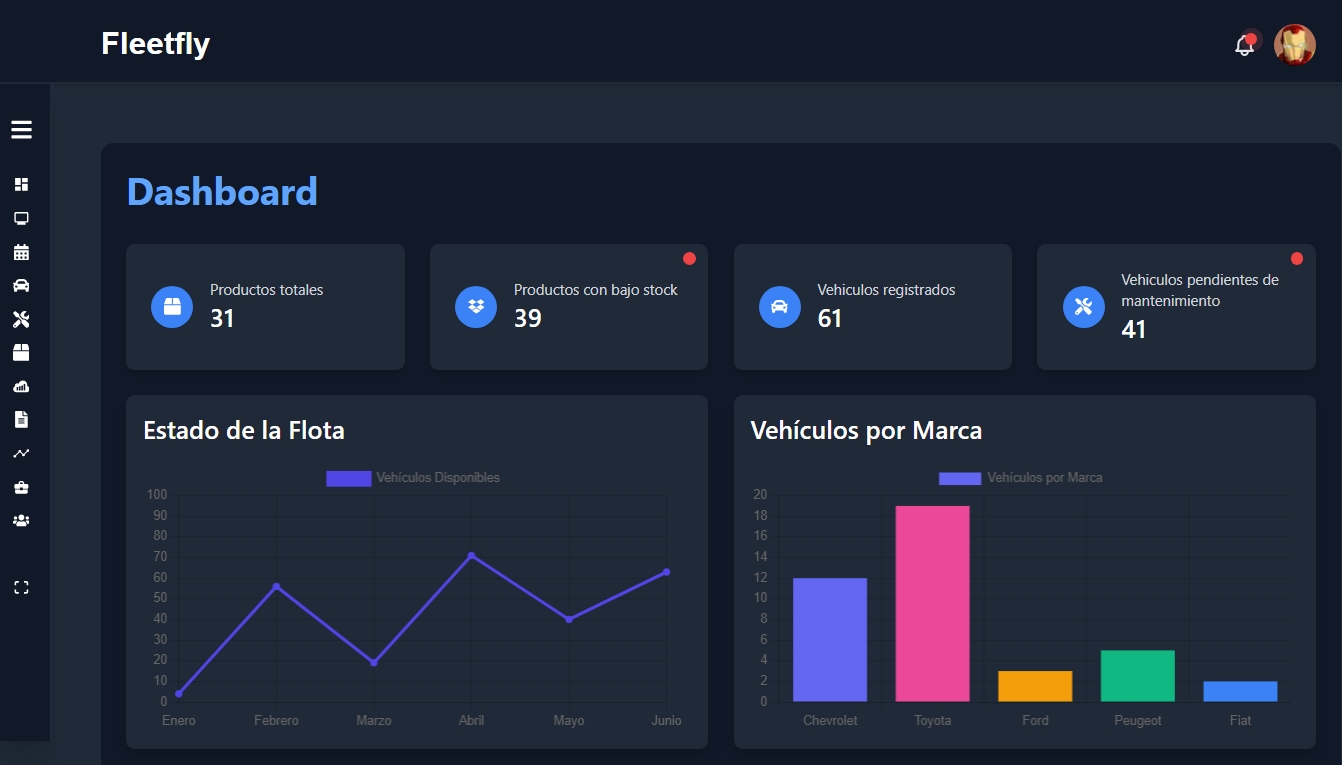 Fleetfly
Dashboard
Productos totales
31
Productos con bajo stock
39
Vehiculos registrados
61
Vehiculos pendientes de
mantenimiento
41
Estado de la Flota
Vehículos Disponibles
100
90
80
70
60
50
40
30
20
10
0
Enero Febrero Marzo Abril Mayo Junio
Vehículos por Marca
Vehículos por Marca
20
18
16
14
12
10
8
6
4
2
0
Chevrolet Toyota Ford Peugeot Fiat